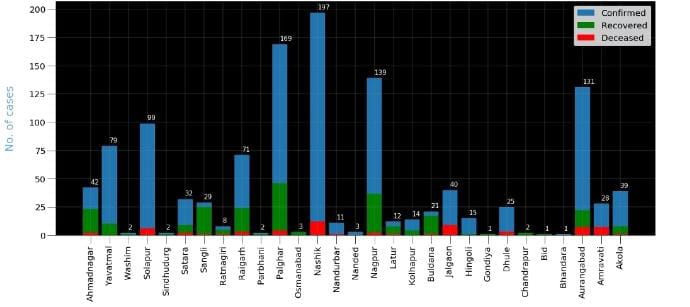 200
175
150
125
100
75
50
25
0
No. of cases
Confirmed
Recovered
Deceased
42
79
2
99
2
32
29
8
71
2
169
3
197
11
3
139
12
14
21
40
15
1
25
2
1
1
131
28
39
Ahmadnagar
Yavatmal
Washim
Solapur
Sindhudurg
Satara
Sangli
Ratnagiri
Raigarh
Parbhani
Palghar
Osmanabad
Nashik
Nandurbar
Nanded
Nagpur
Latur
Kolhapur
Buldana
Jalgaon
Hingoli
Gondiya
Dhule
Chandrapur
Bid
Bhandara
Aurangabad
Amravati
Akola